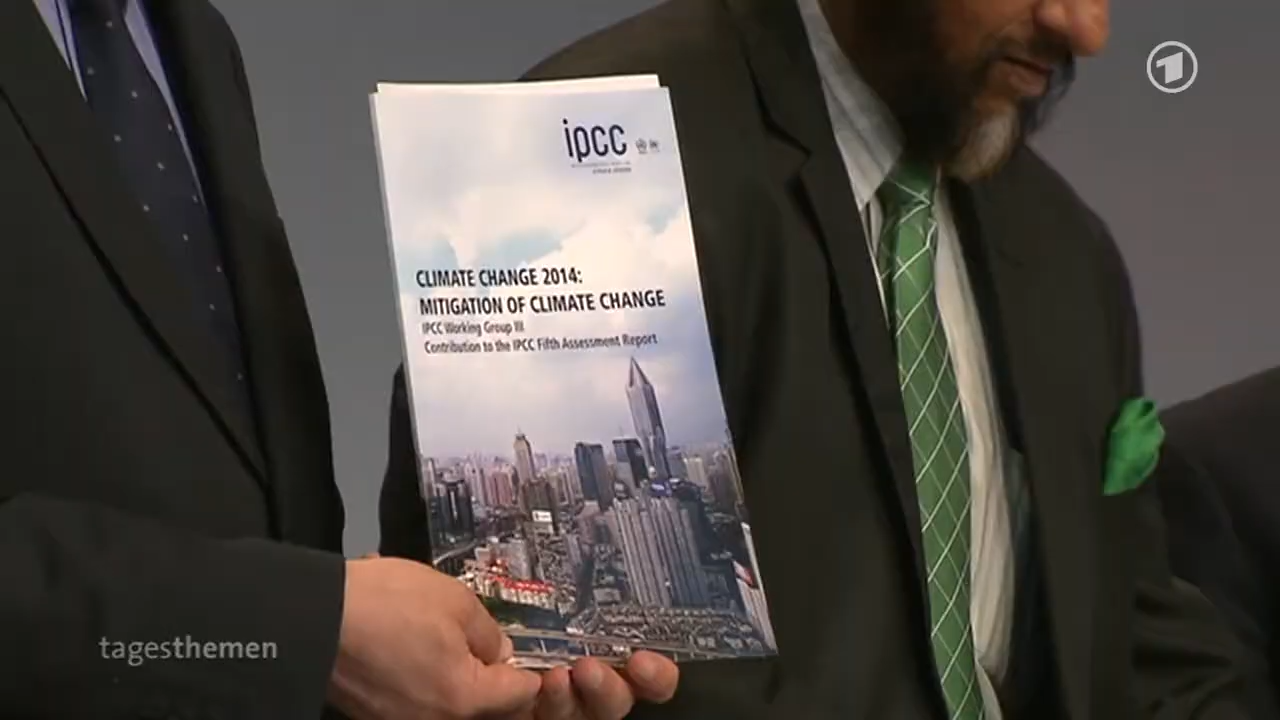 1
ipcc
CLIMATE CHANGE 2014:
MITIGATION OF CLIMATE CHANGE
IPCC Working Group III
Contribution to the IPCC Fifth Assessment Report
tagesthemen